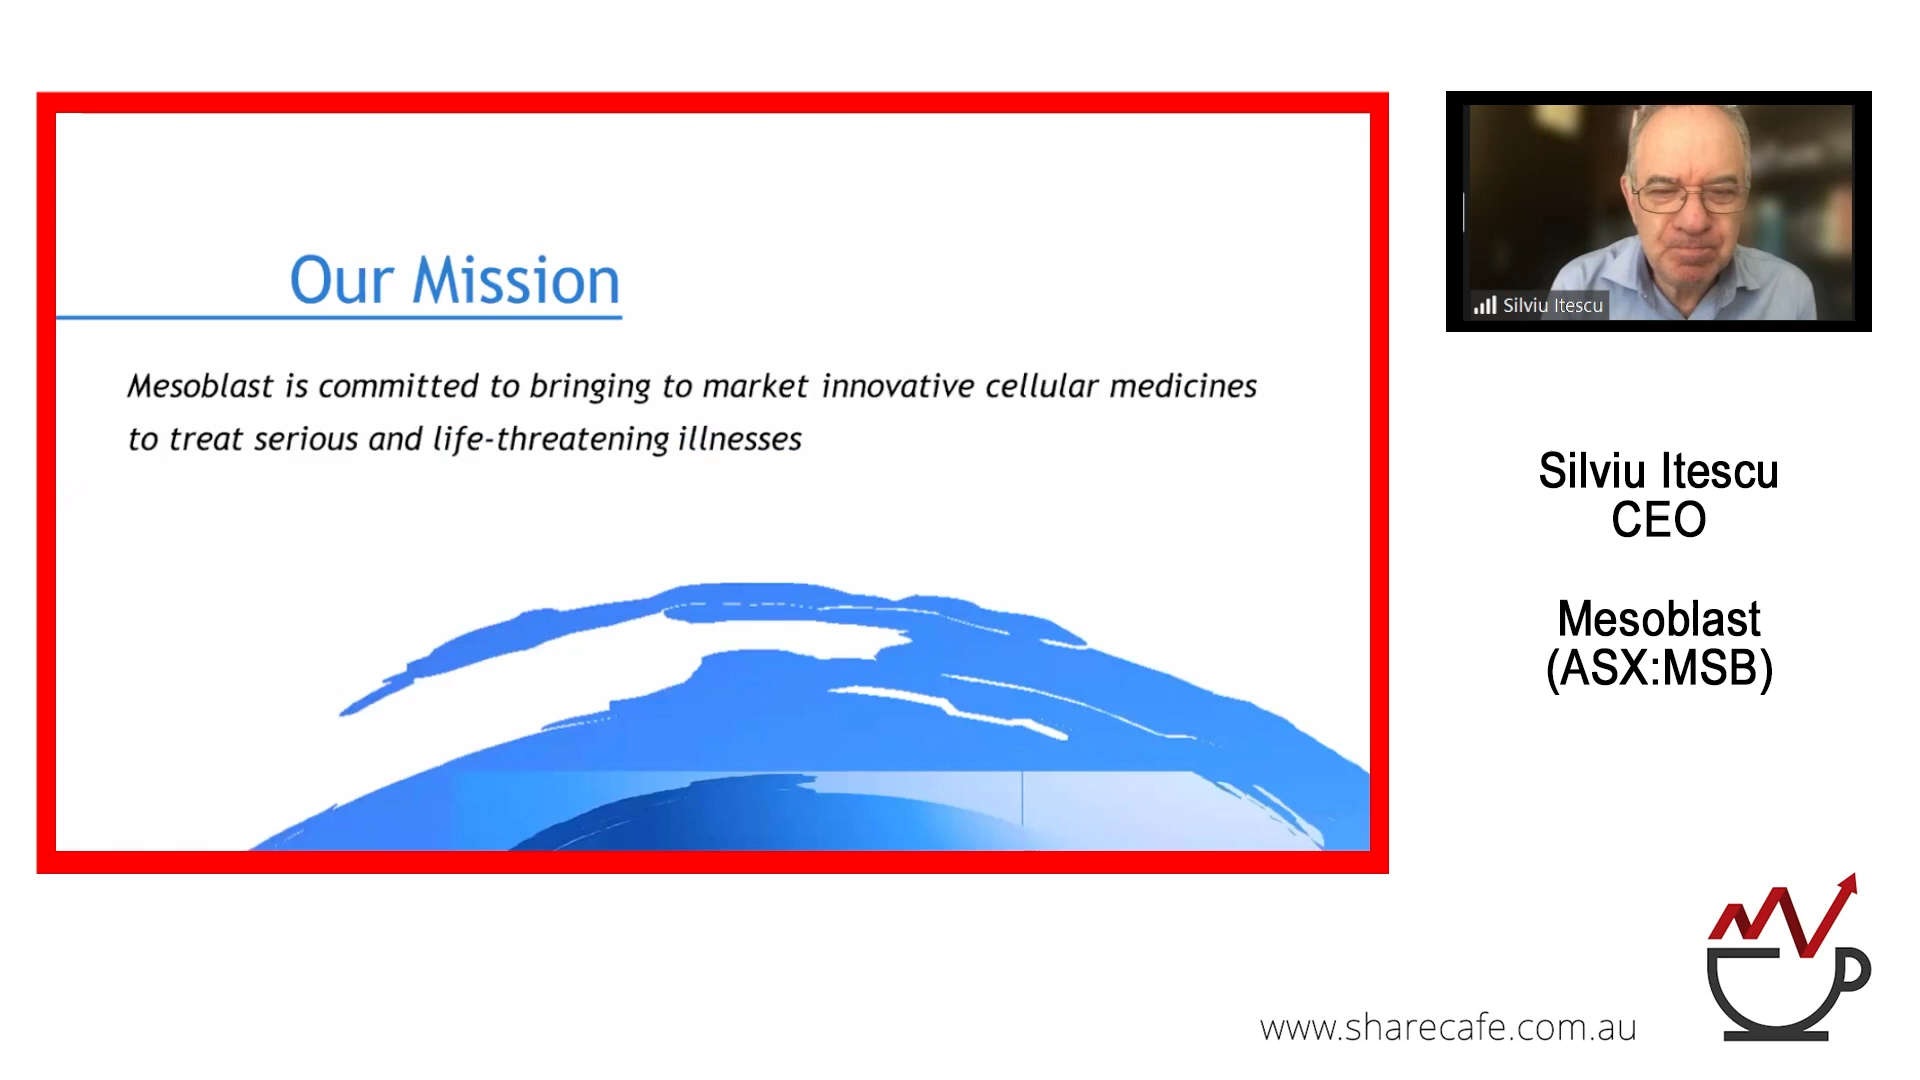 Our Mission
Mesoblast is committed to bringing to market innovative cellular medicines
to treat serious and life-threatening illnesses
Silviu Itescu
Silviu Itescu
CEO
Mesoblast
(ASX:MSB)
www.sharecafe.com.au